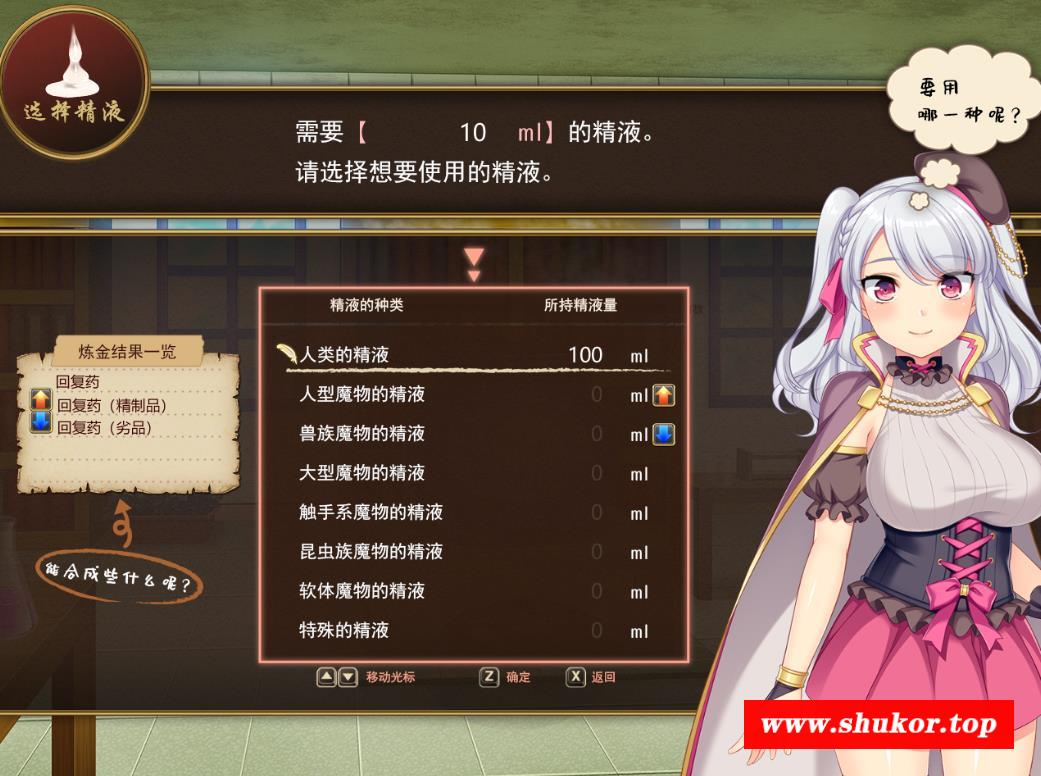 选择精液
需要【 10 ml】的精液。
请选择想要使用的精液。
要用
哪一种呢？
精液的种类 所持精液量
人类的精液 100 ml
人型魔物的精液 0 ml
兽族魔物的精液 0 ml
大型魔物的精液 0 ml
触手系魔物的精液 0 ml
昆虫族魔物的精液 0 ml
软体魔物的精液 0 ml
特殊的精液 0 ml
炼金结果一览
回复药
回复药（精制品）
回复药（劣品）
能合成些什么呢？
移动光标 Z 确定 X 返回
www.shukor.top